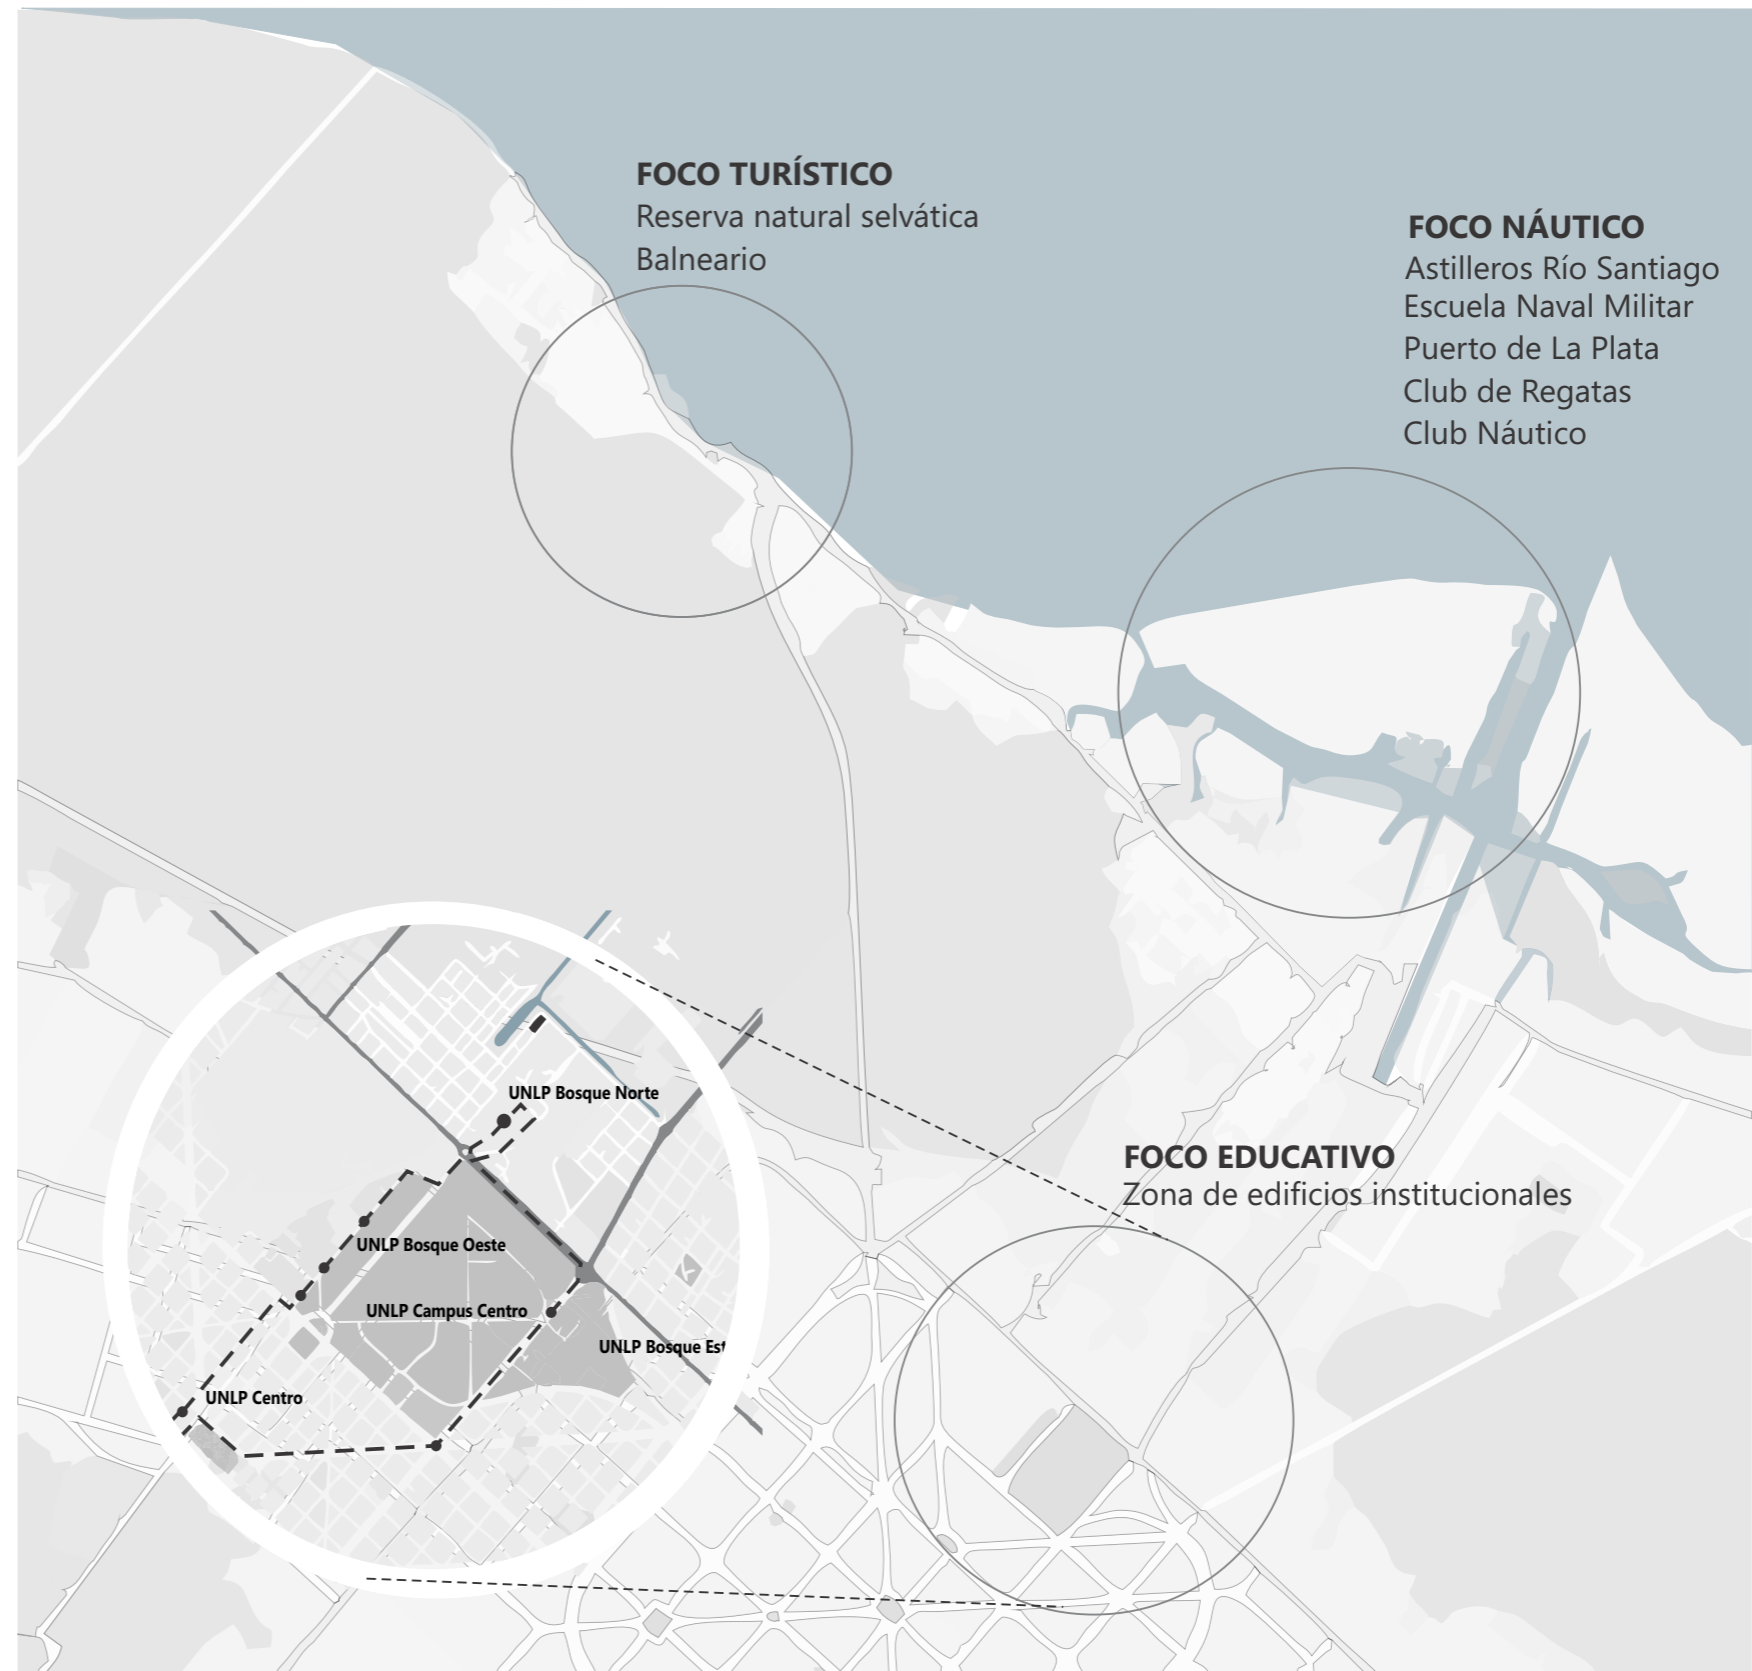 FOCO TURÍSTICO
Reserva natural selvática
Balneario
FOCO NÁUTICO
Astilleros Río Santiago
Escuela Naval Militar
Puerto de La Plata
Club de Regatas
Club Náutico
UNLP Bosque Norte
FOCO EDUCATIVO
Zona de edificios institucionales
UNLP Bosque Oeste
UNLP Campus Centro
UNLP Bosque Est
UNLP Centro